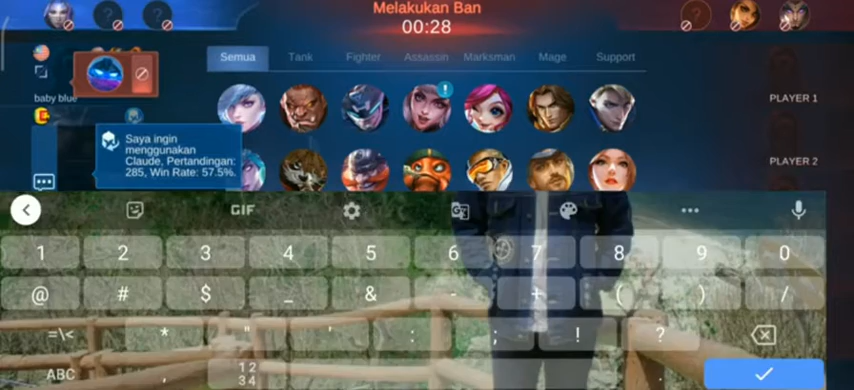 Melakukan Ban
00:28
Semua Tank Fighter Assassin Marksman Mage Support
baby blue
PLAYER 1
PLAYER 2
Saya ingin
menggunakan
Claude, Pertandingan:
285, Win Rate: 57.5%.
GIF
1 2 3 4 5 6 7 8 9 0
@ # $ _ & - + ( ) /
=\< * " ' : ; ! ?
ABC , 12 .
34